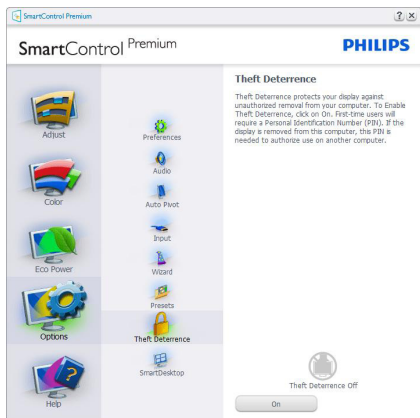 SmartControl Premium
? ×
SmartControl Premium
PHILIPS
Adjust
Color
Eco Power
Options
Help
Preferences
Audio
Auto Pivot
Input
Wizard
Presets
Theft Deterrence
SmartDesktop
Theft Deterrence
Theft Deterrence protects your display against
unauthorized removal from your computer. To Enable
Theft Deterrence, click on On. First-time users will
require a Personal Identification Number (PIN). If the
display is removed from this computer, this PIN is
needed to authorize use on another computer.
Theft Deterrence Off
On